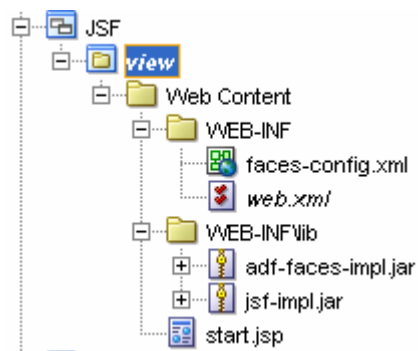 JSF
view
Web Content
WEB-INF
faces-config.xml
web.xml
WEB-INF\lib
adf-faces-impl.jar
jsf-impl.jar
start.jsp